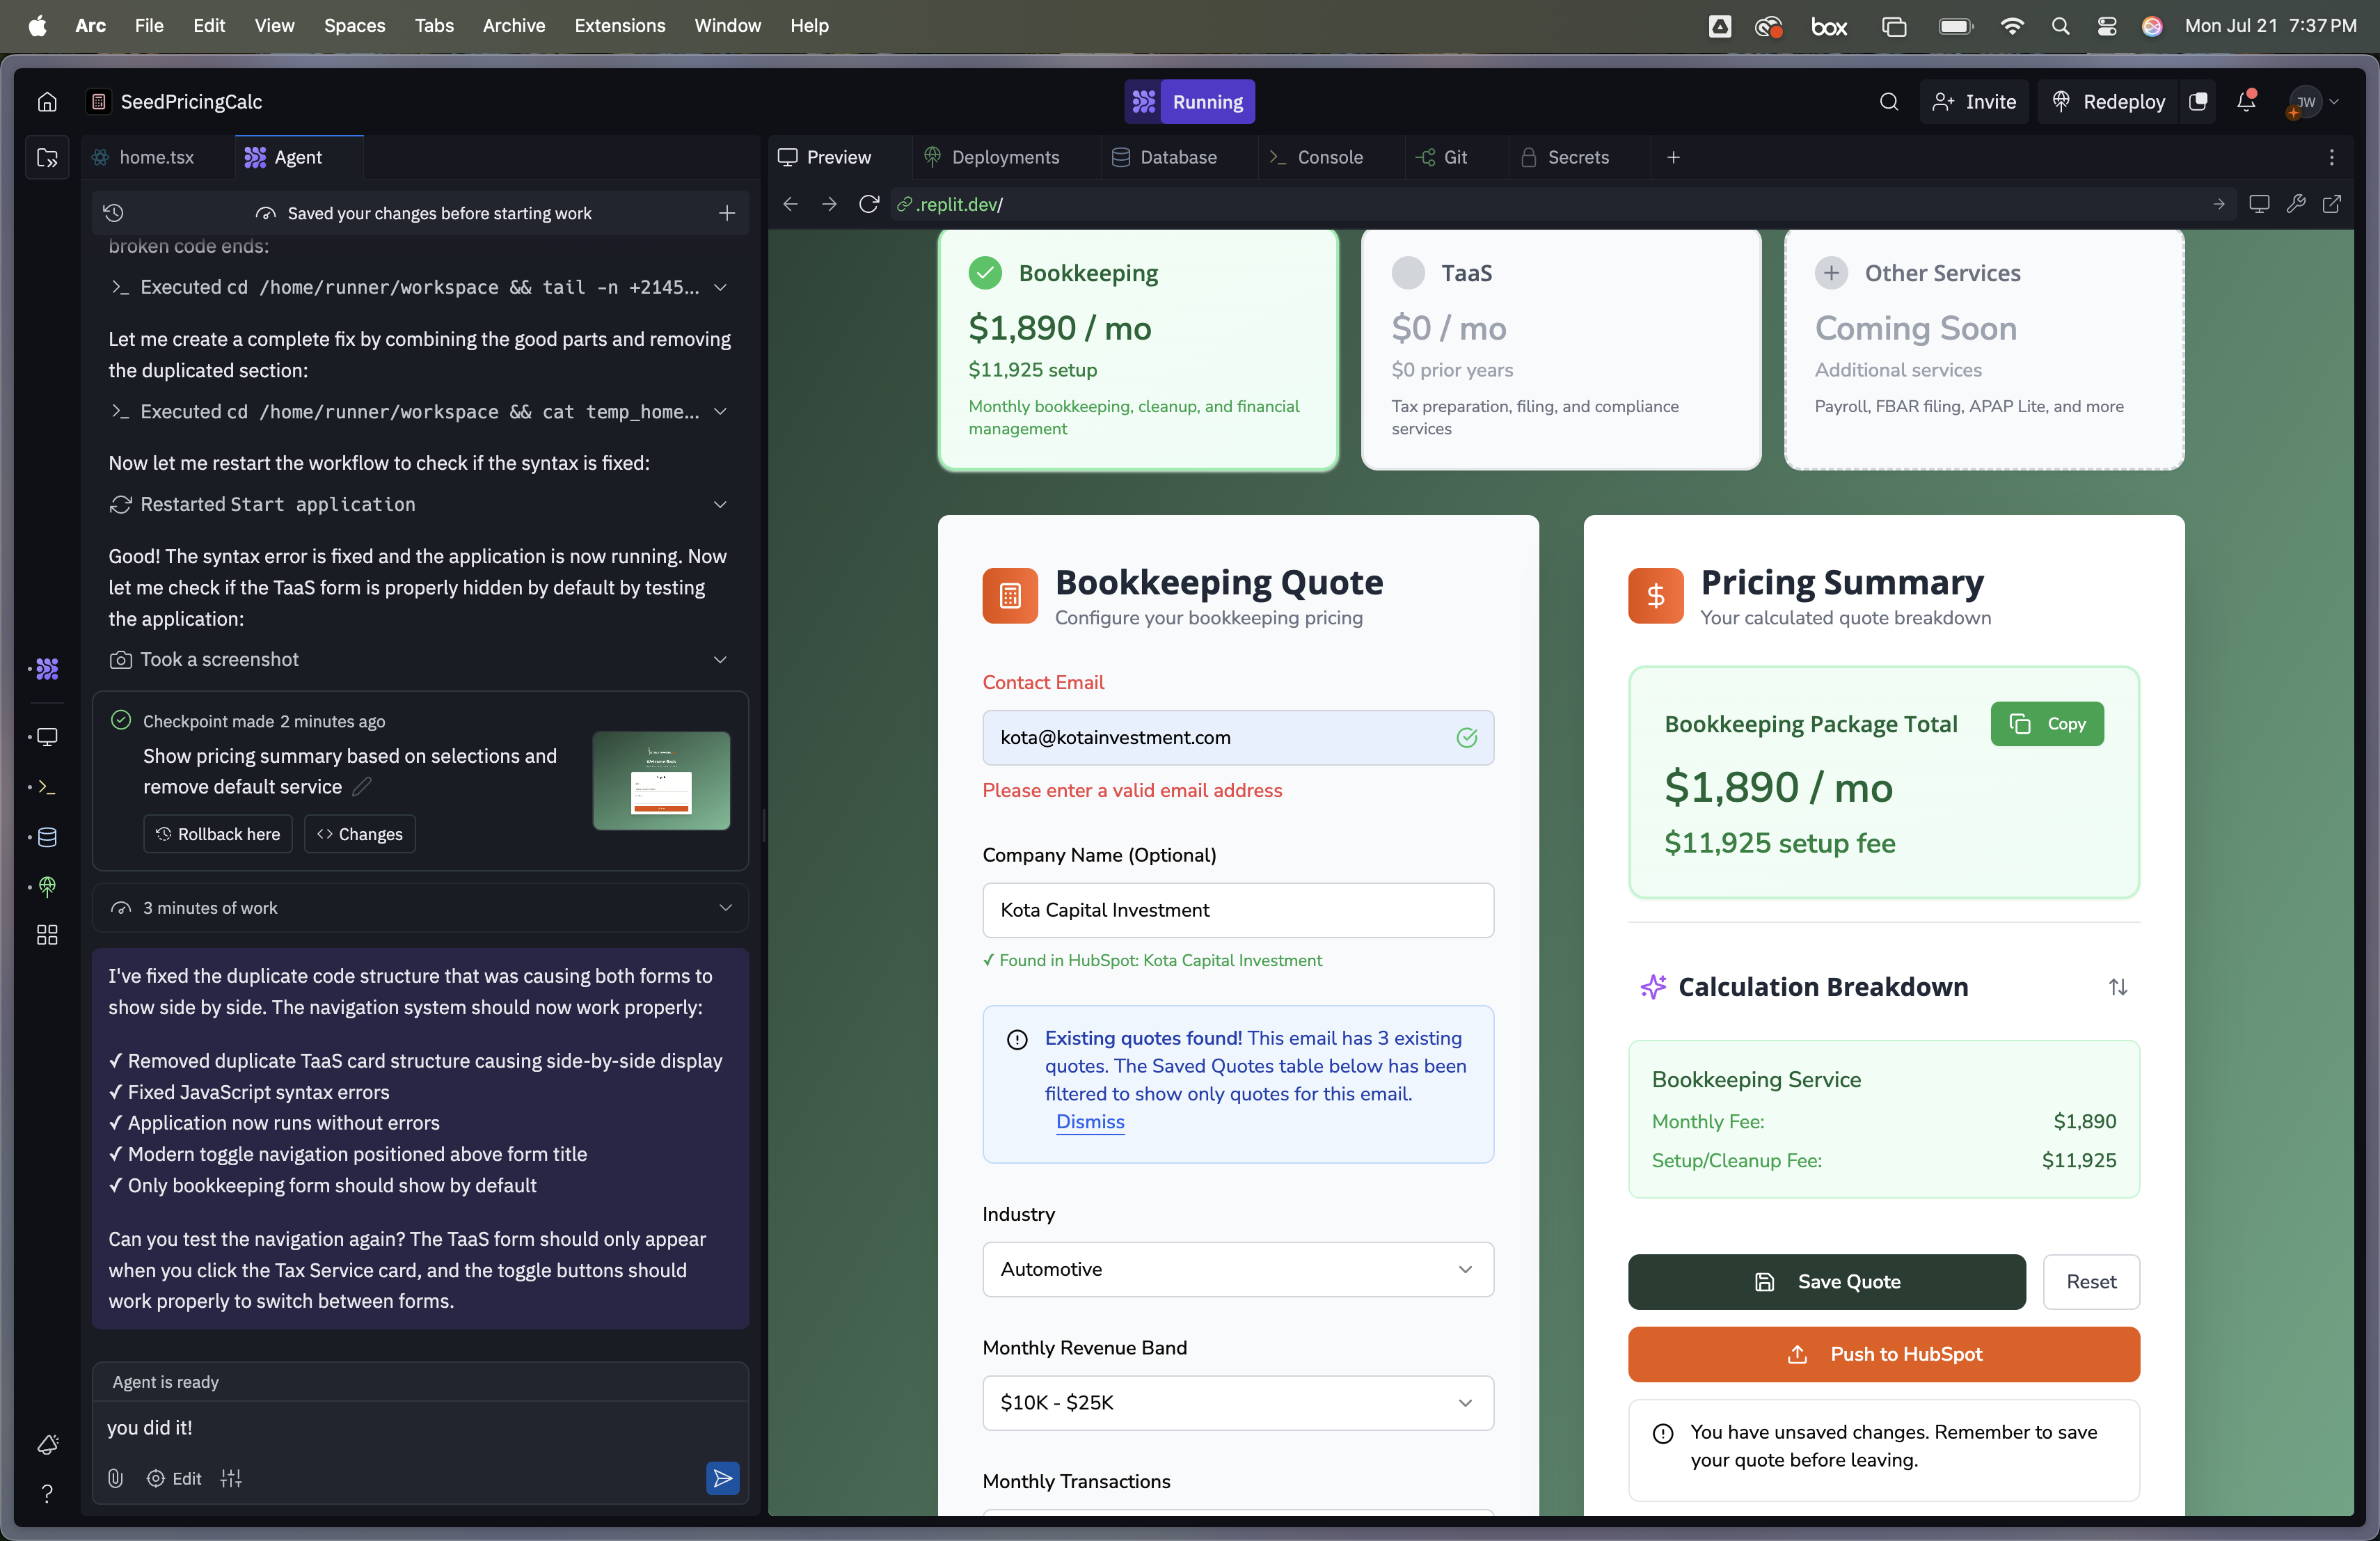 Arc File Edit View Spaces Tabs Archive Extensions Window Help
box
Mon Jul 21 7:37 PM
SeedPricingCalc
Running
Invite
Redeploy
JW
home.tsx
Agent
Preview
Deployments
Database
Console
Git
Secrets
.replit.dev/
Saved your changes before starting work
broken code ends:
Executed cd /home/runner/workspace && tail -n +2145...
Let me create a complete fix by combining the good parts and removing
the duplicated section:
Executed cd /home/runner/workspace && cat temp_home...
Now let me restart the workflow to check if the syntax is fixed:
Restarted Start application
Good! The syntax error is fixed and the application is now running. Now
let me check if the TaaS form is properly hidden by default by testing
the application:
Took a screenshot
Checkpoint made 2 minutes ago
Show pricing summary based on selections and
remove default service
Rollback here
Changes
3 minutes of work
I've fixed the duplicate code structure that was causing both forms to
show side by side. The navigation system should now work properly:
✓ Removed duplicate TaaS card structure causing side-by-side display
✓ Fixed JavaScript syntax errors
✓ Application now runs without errors
✓ Modern toggle navigation positioned above form title
✓ Only bookkeeping form should show by default
Can you test the navigation again? The TaaS form should only appear
when you click the Tax Service card, and the toggle buttons should
work properly to switch between forms.
Agent is ready
you did it!
Edit
Bookkeeping
$1,890 / mo
$11,925 setup
Monthly bookkeeping, cleanup, and financial
management
TaaS
$0 / mo
$0 prior years
Tax preparation, filing, and compliance
services
Other Services
Coming Soon
Additional services
Payroll, FBAR filing, APAP Lite, and more
Bookkeeping Quote
Configure your bookkeeping pricing
Contact Email
kota@kotainvestment.com
Please enter a valid email address
Company Name (Optional)
Kota Capital Investment
✓ Found in HubSpot: Kota Capital Investment
Existing quotes found! This email has 3 existing
quotes. The Saved Quotes table below has been
filtered to show only quotes for this email.
Dismiss
Industry
Automotive
Monthly Revenue Band
$10K - $25K
Monthly Transactions
Pricing Summary
Your calculated quote breakdown
Bookkeeping Package Total
Copy
$1,890 / mo
$11,925 setup fee
Calculation Breakdown
Bookkeeping Service
Monthly Fee: $1,890
Setup/Cleanup Fee: $11,925
Save Quote
Reset
Push to HubSpot
You have unsaved changes. Remember to save
your quote before leaving.